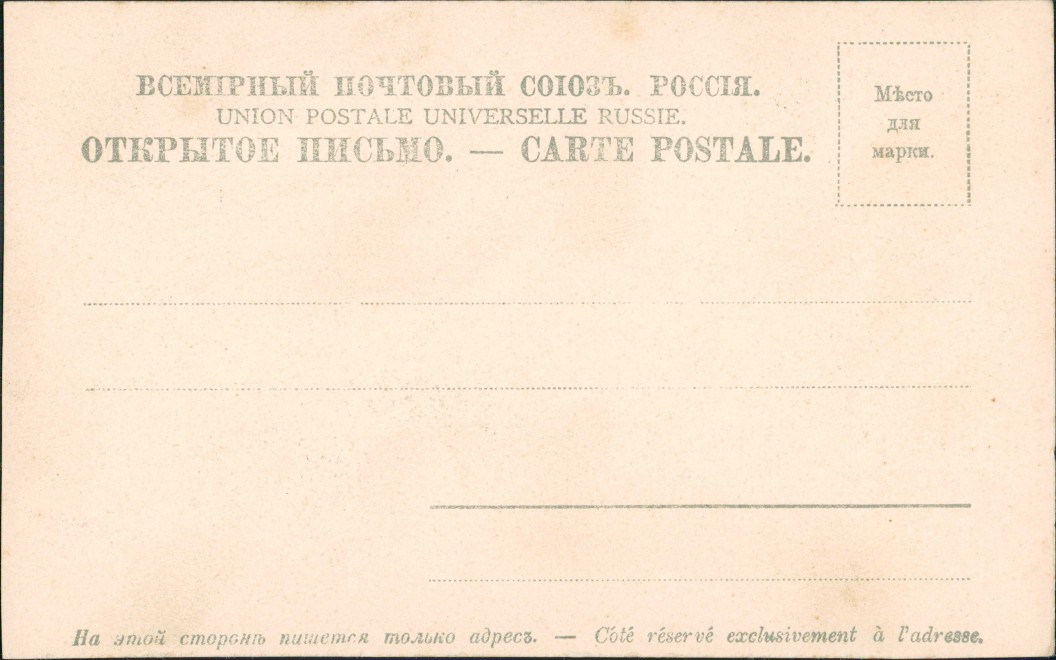 ВСЕМІРНЫЙ ПОЧТОВЫЙ СОЮЗЪ. РОССІЯ.
UNION POSTALE UNIVERSELLE RUSSIE.
ОТКРЫТОЕ ПИСЬМО. — CARTE POSTALE.
Мѣсто
для
марки.
На этой сторонѣ пишется только адресъ. — Côté réservé exclusivement à l'adresse.